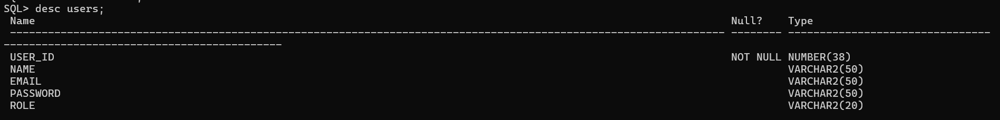 SQL> desc users;
 Name                                                                                                              Null?    Type
 ----------------------------------------------------------------------------------------------------------------- -------- --------------------------------
--------------------------------------------
 USER_ID                                                                                                           NOT NULL NUMBER(38)
 NAME                                                                                                                       VARCHAR2(50)
 EMAIL                                                                                                                      VARCHAR2(50)
 PASSWORD                                                                                                                   VARCHAR2(50)
 ROLE                                                                                                                       VARCHAR2(20)